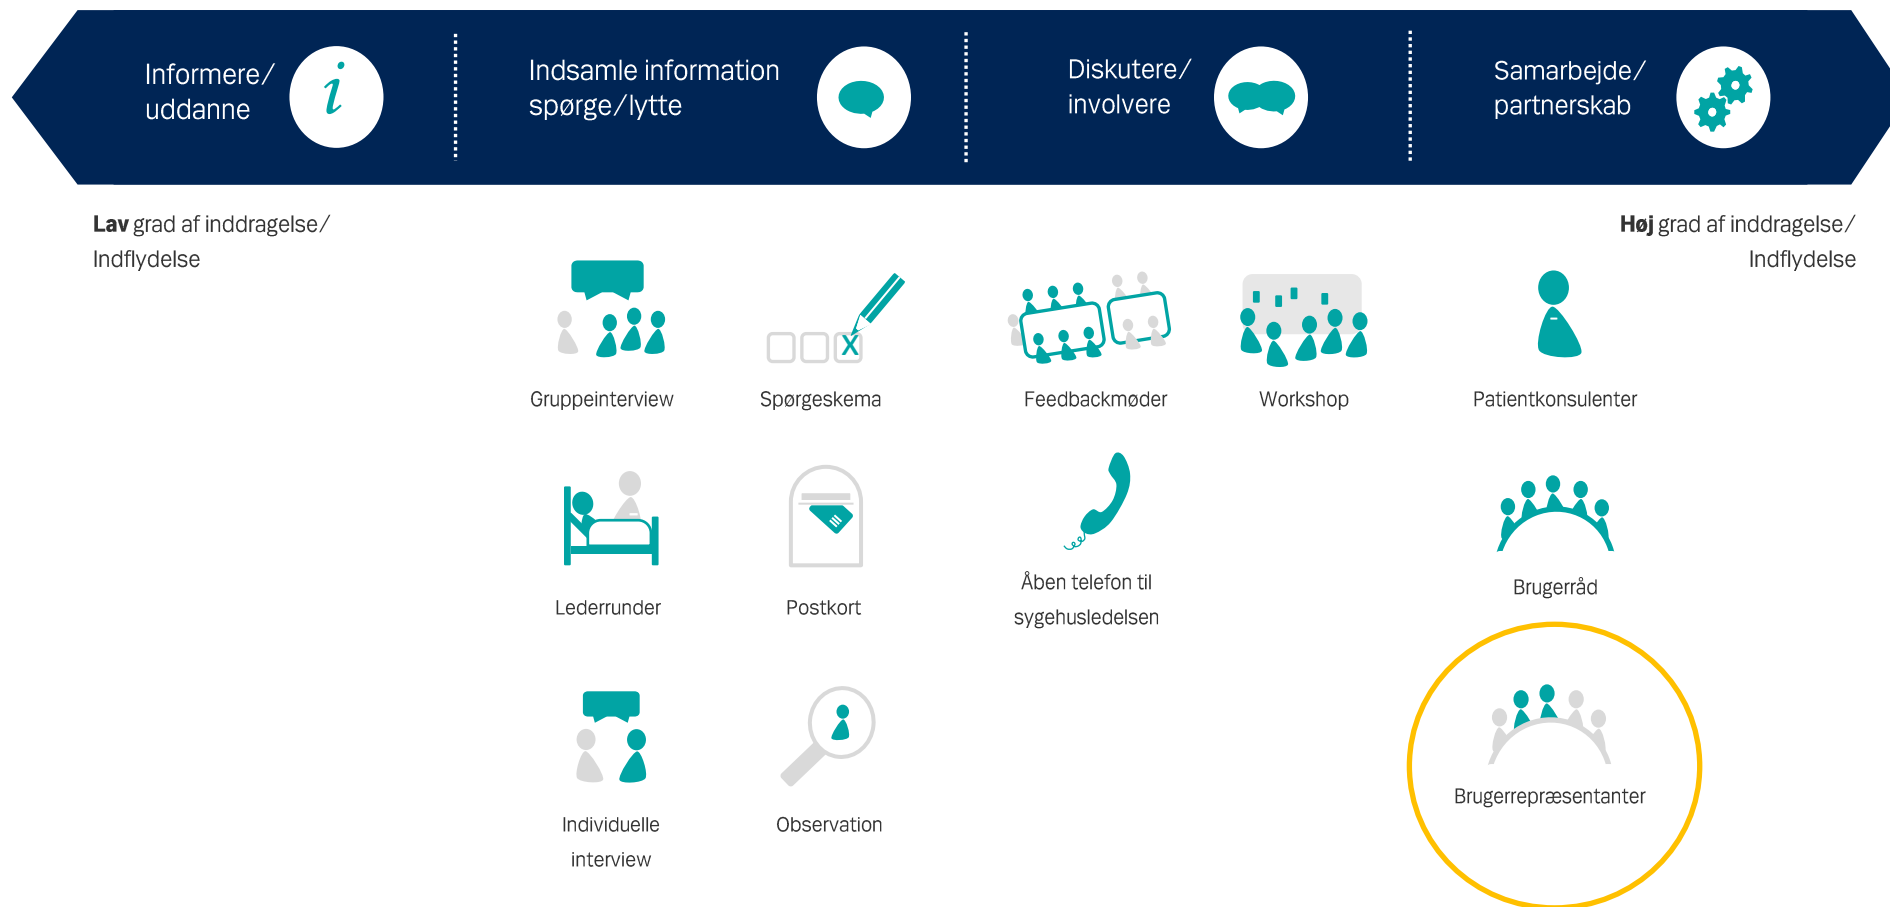 Informere/
uddanne
i
Indsamle information
spørge/lytte
Diskutere/
involvere
Samarbejde/
partnerskab
Lav grad af inddragelse/
Indflydelse
Høj grad af inddragelse/
Indflydelse
X
Gruppeinterview
Spørgeskema
Feedbackmøder
Workshop
Patientkonsulenter
Lederrunder
Postkort
Åben telefon til
sygehusledelsen
Brugerråd
Individuelle
interview
Observation
Brugerrepræsentanter